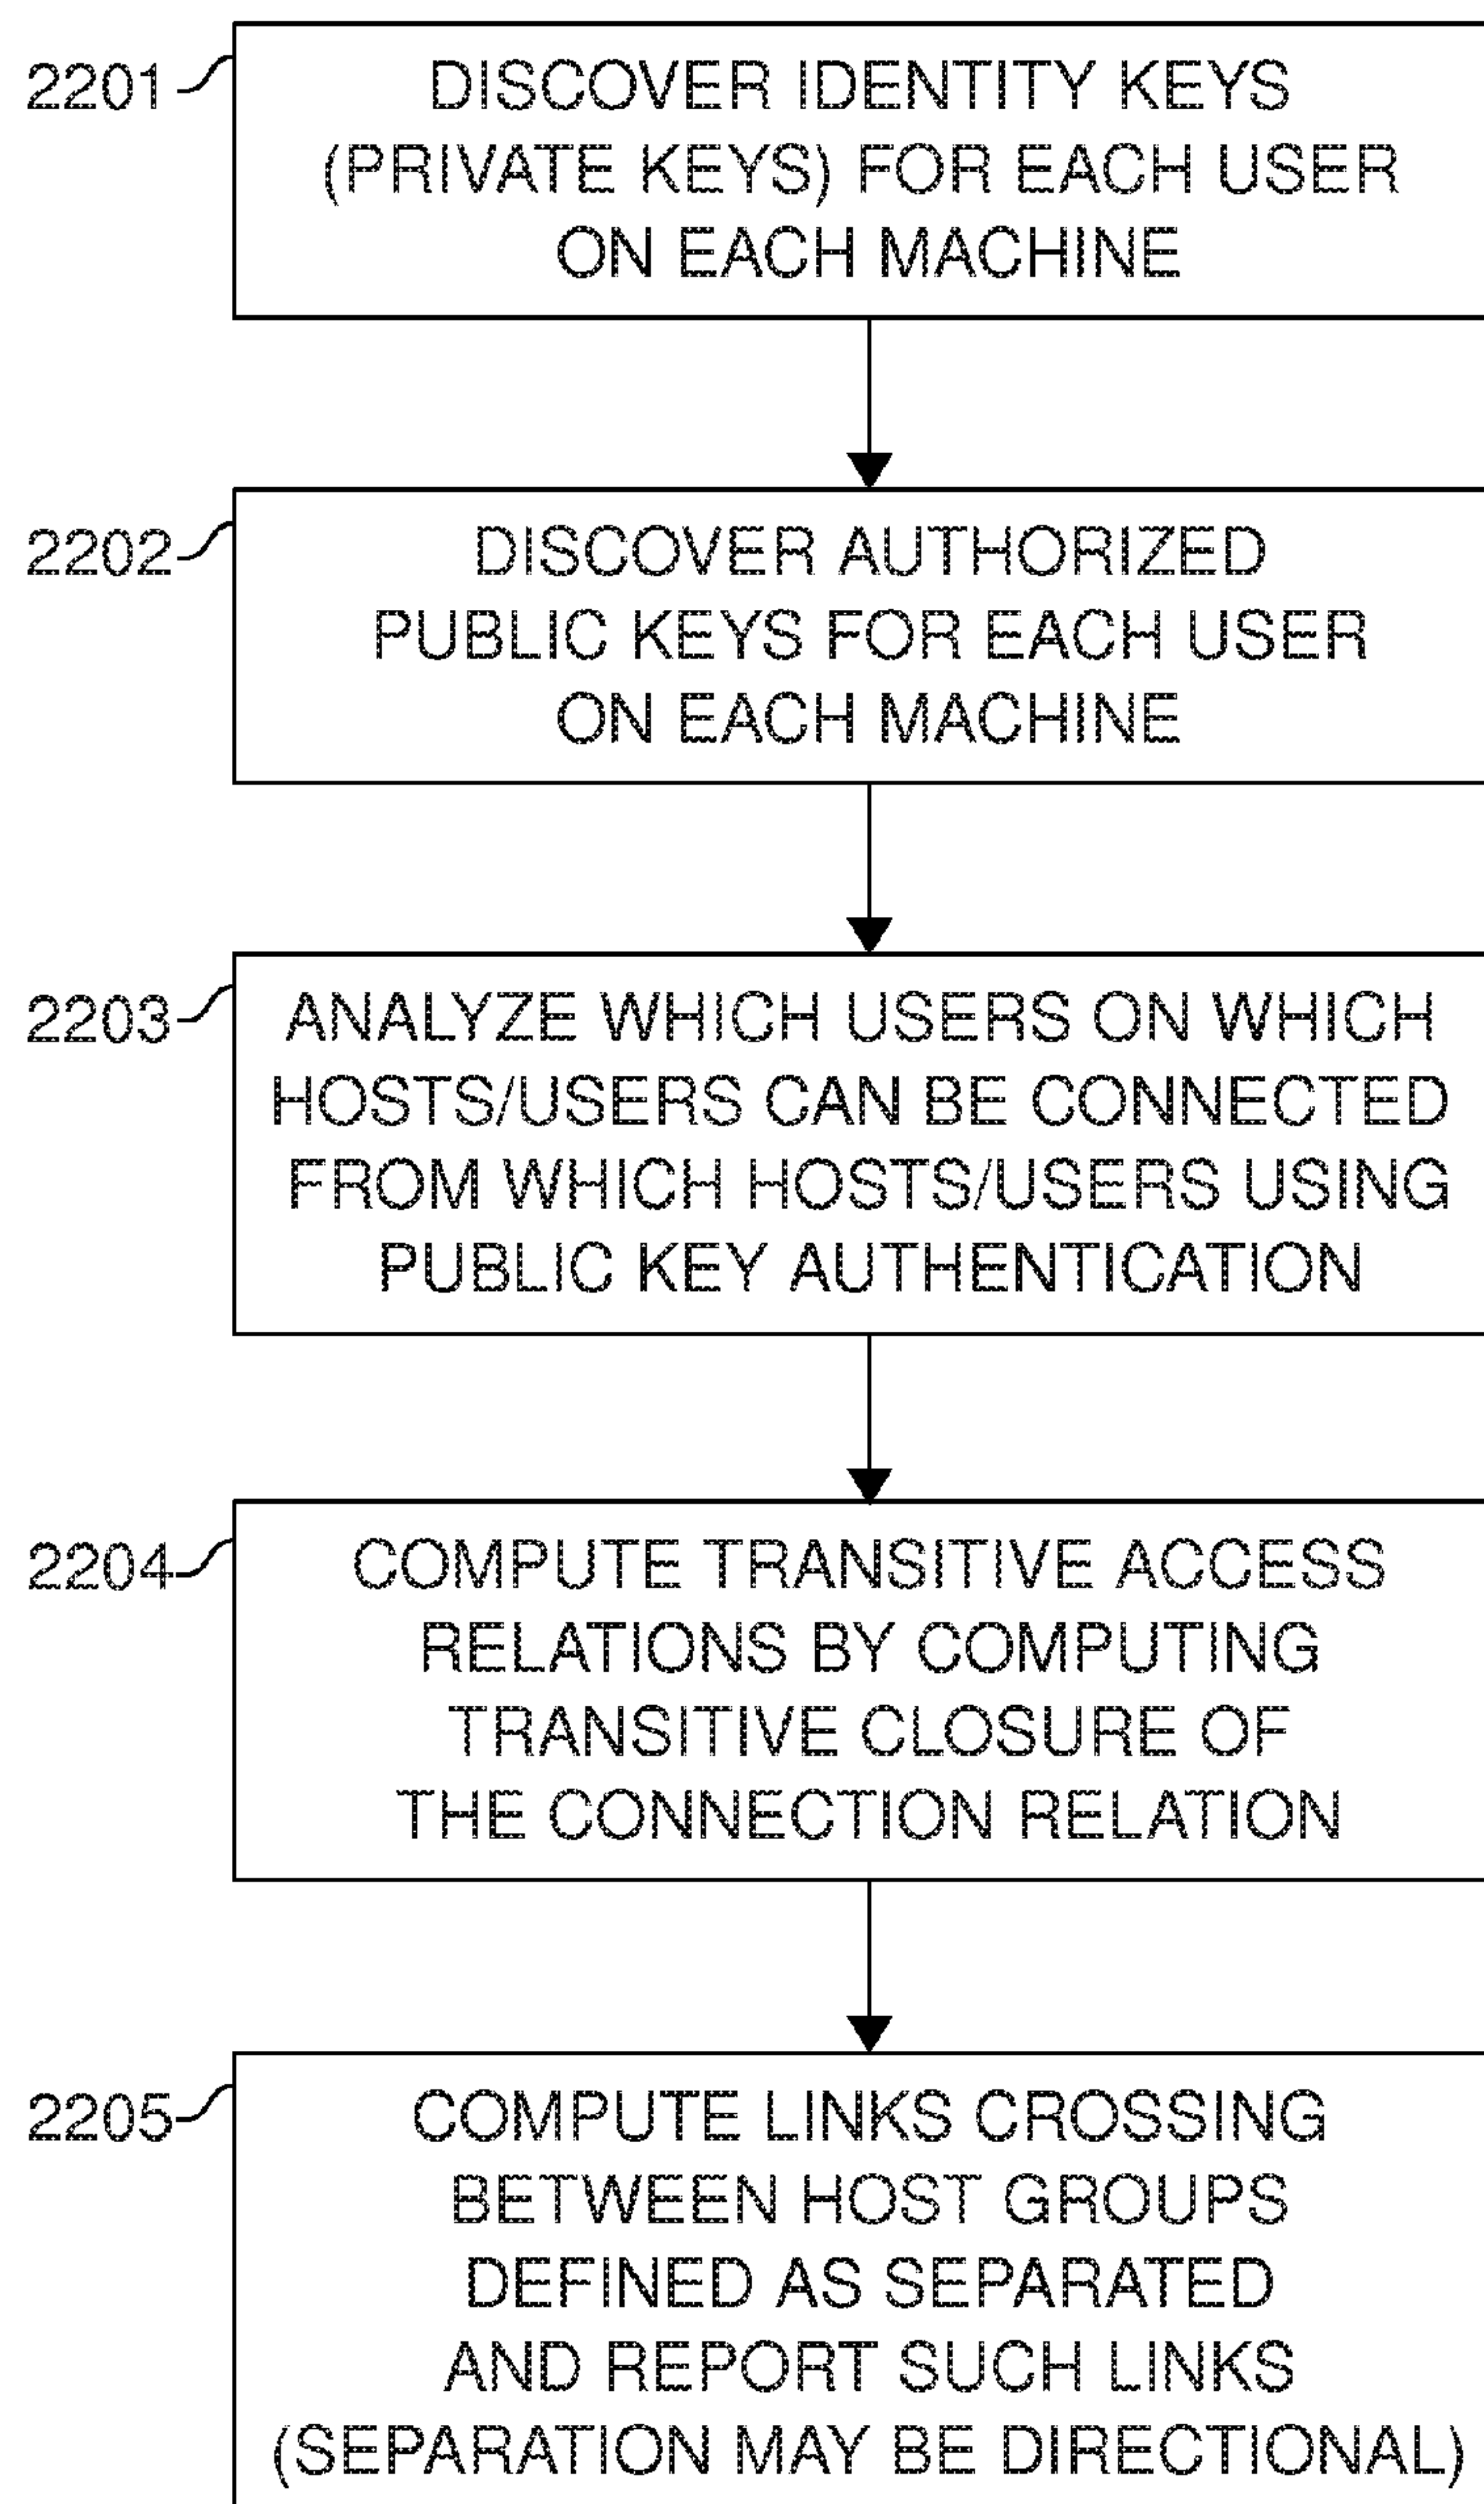 2201
DISCOVER IDENTITY KEYS
(PRIVATE KEYS) FOR EACH USER
ON EACH MACHINE
2202
DISCOVER AUTHORIZED
PUBLIC KEYS FOR EACH USER
ON EACH MACHINE
2203
ANALYZE WHICH USERS ON WHICH
HOSTS/USERS CAN BE CONNECTED
FROM WHICH HOSTS/USERS USING
PUBLIC KEY AUTHENTICATION
2204
COMPUTE TRANSITIVE ACCESS
RELATIONS BY COMPUTING
TRANSITIVE CLOSURE OF
THE CONNECTION RELATION
2205
COMPUTE LINKS CROSSING
BETWEEN HOST GROUPS
DEFINED AS SEPARATED
AND REPORT SUCH LINKS
(SEPARATION MAY BE DIRECTIONAL)